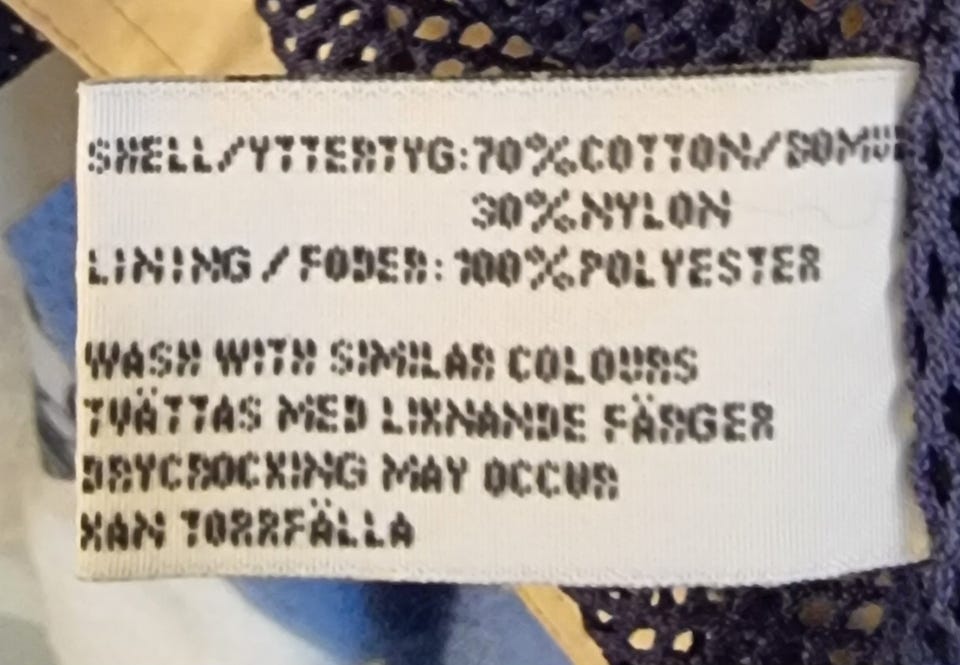 SHELL/YTTERTYG:70%COTTON/BOMU
30%NYLON
LINING/FODER:100%POLYESTER
WASH WITH SIMILAR COLOURS
TVÄTTAS MED LIKNANDE FÄRGER
DRYCROCKING MAY OCCUR
KAN TORRFÄLLA